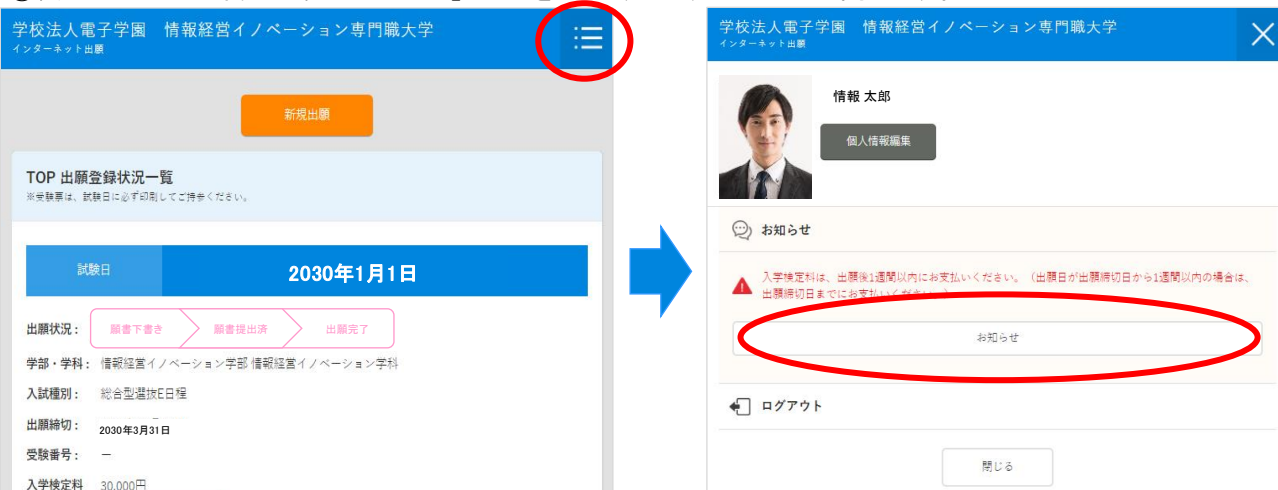 学校法人電子学園　情報経営イノベーション専門職大学
インターネット出願
新規出願
TOP 出願登録状況一覧
※受験票は、試験日に必ず印刷してご持参ください。
試験日
2030年1月1日
出願状況：
願書下書き
願書提出済
出願完了
学部・学科： 情報経営イノベーション学部 情報経営イノベーション学科
入試種別： 総合型選抜E日程
出願締切： 2030年3月31日
受験番号： ー
入学検定料 30,000円
学校法人電子学園　情報経営イノベーション専門職大学
インターネット出願
情報 太郎
個人情報編集
お知らせ
入学検定料は、出願後1週間以内にお支払いください。（出願日が出願締切日から1週間以内の場合は、
出願締切日までにお支払いください。）
お知らせ
ログアウト
閉じる